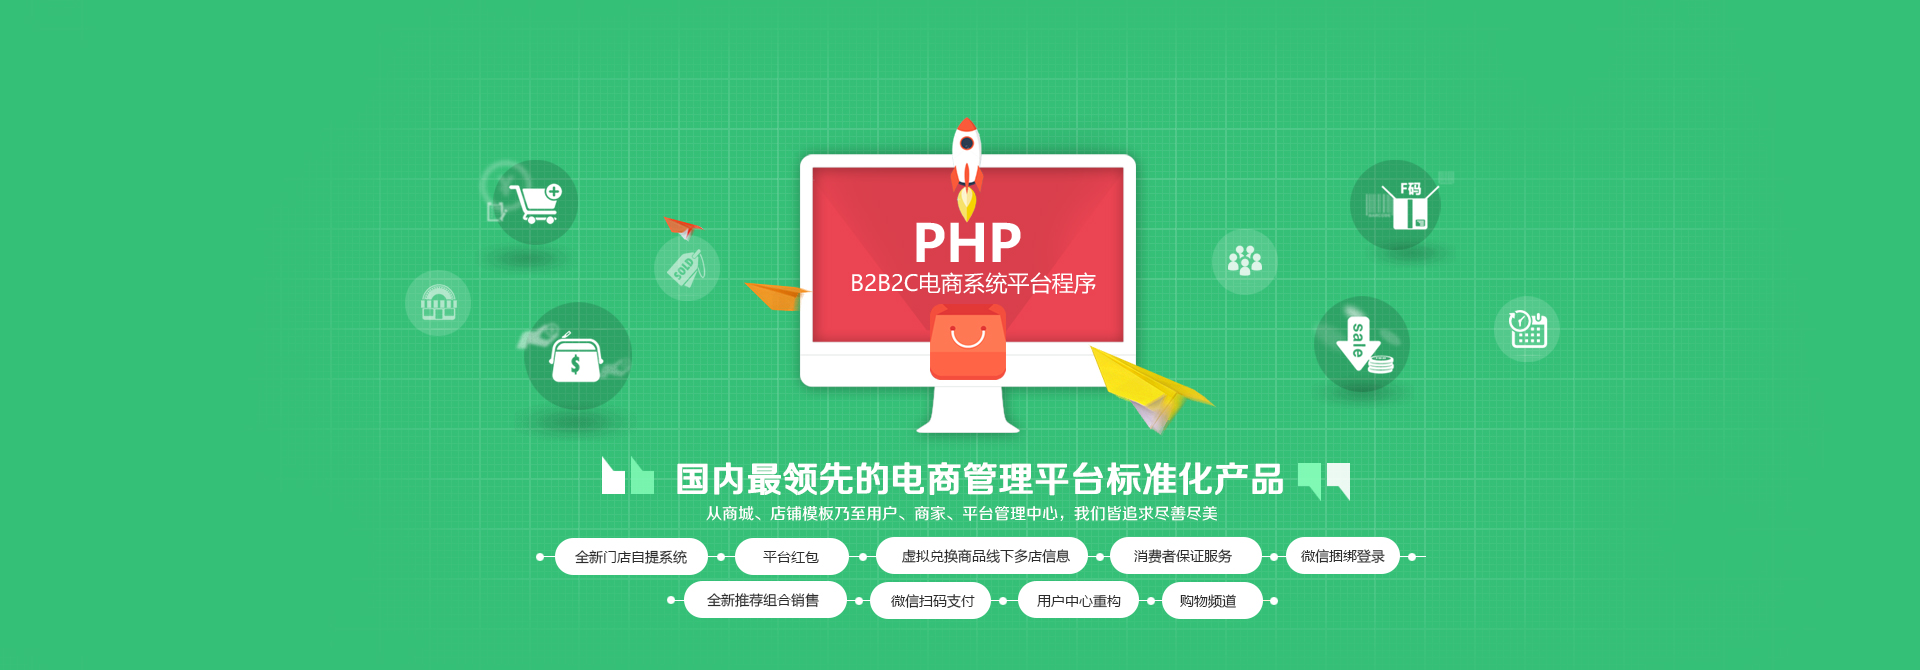 F码
SOLD
PHP
B2B2C电商系统平台程序
sale
$
国内最领先的电商管理平台标准化产品
从商城、店铺模板乃至用户、商家、平台管理中心，我们皆追求尽善尽美
全新门店自提系统 平台红包 虚拟兑换商品线下多店信息 消费者保证服务 微信捆绑登录
全新推荐组合销售 微信扫码支付 用户中心重构 购物频道